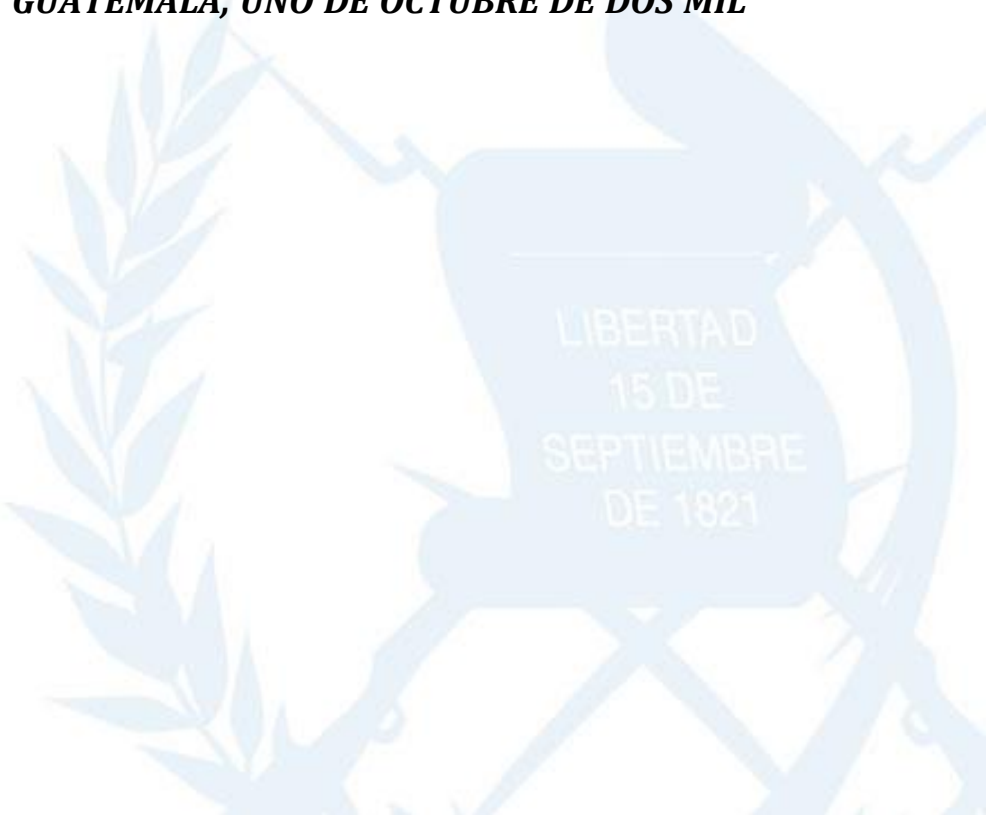 GUATEMALA, UNO DE OCTUBRE DE DOS MIL
LIBERTAD
15 DE
SEPTIEMBRE
DE 1821